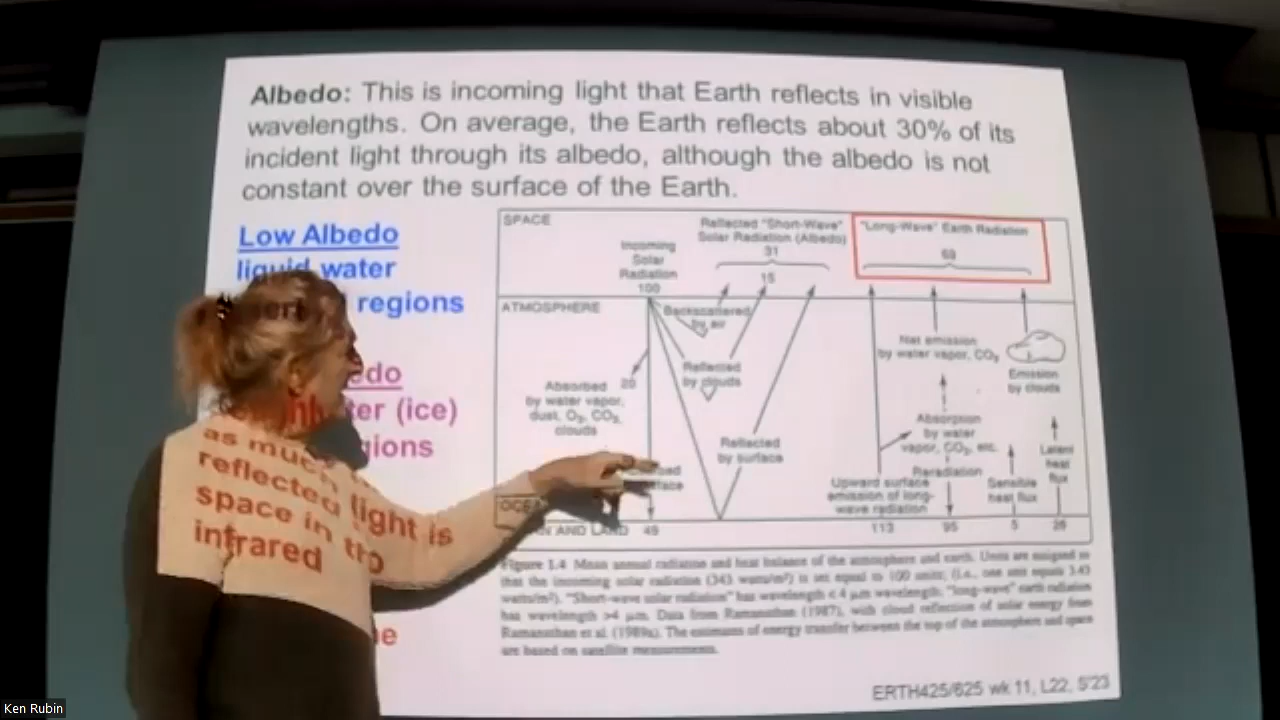 Albedo: This is incoming light that Earth reflects in visible
wavelengths. On average, the Earth reflects about 30% of its
incident light through its albedo, although the albedo is not
constant over the surface of the Earth.
Low Albedo
liquid water
regions
(ice)
as much
reflected light is
space in the
infrared
SPACE
Incoming
Solar
Radiation
100
Reflected "Short-Wave"
Solar Radiation (Albedo)
31
15
"Long-Wave" Earth Radiation
69
ATMOSPHERE
Backscattered
by air
Reflected
by clouds
Absorbed
by water vapor,
dust, O3, CO2,
clouds
20
Reflected
by surface
Net emission
by water vapor, CO2
Emission
by clouds
Absorption
by water
vapor, CO2, etc.
Upward surface
emission of long-
wave radiation
Reradiation
Sensible
heat flux
Latent
heat
flux
AND LAND 49
113
95
5
26
Figure 1.4 Mean annual radiation and heat balance of the atmosphere and earth. Units are assigned so
that the incoming solar radiation (343 watts/m²) is set equal to 100 units; (i.e., one unit equals 3.43
watts/m²). "Short-wave solar radiation" has wavelength < 4 μm wavelength; "long-wave" earth radiation
has wavelength >4 μm. Data from Ramanathan (1987), with cloud reflection of solar energy from
Ramanathan et al. (1989a). The estimates of energy transfer between the top of the atmosphere and space
are based on satellite measurements.
ERTH425/625 wk 11, L22, S'23
Ken Rubin